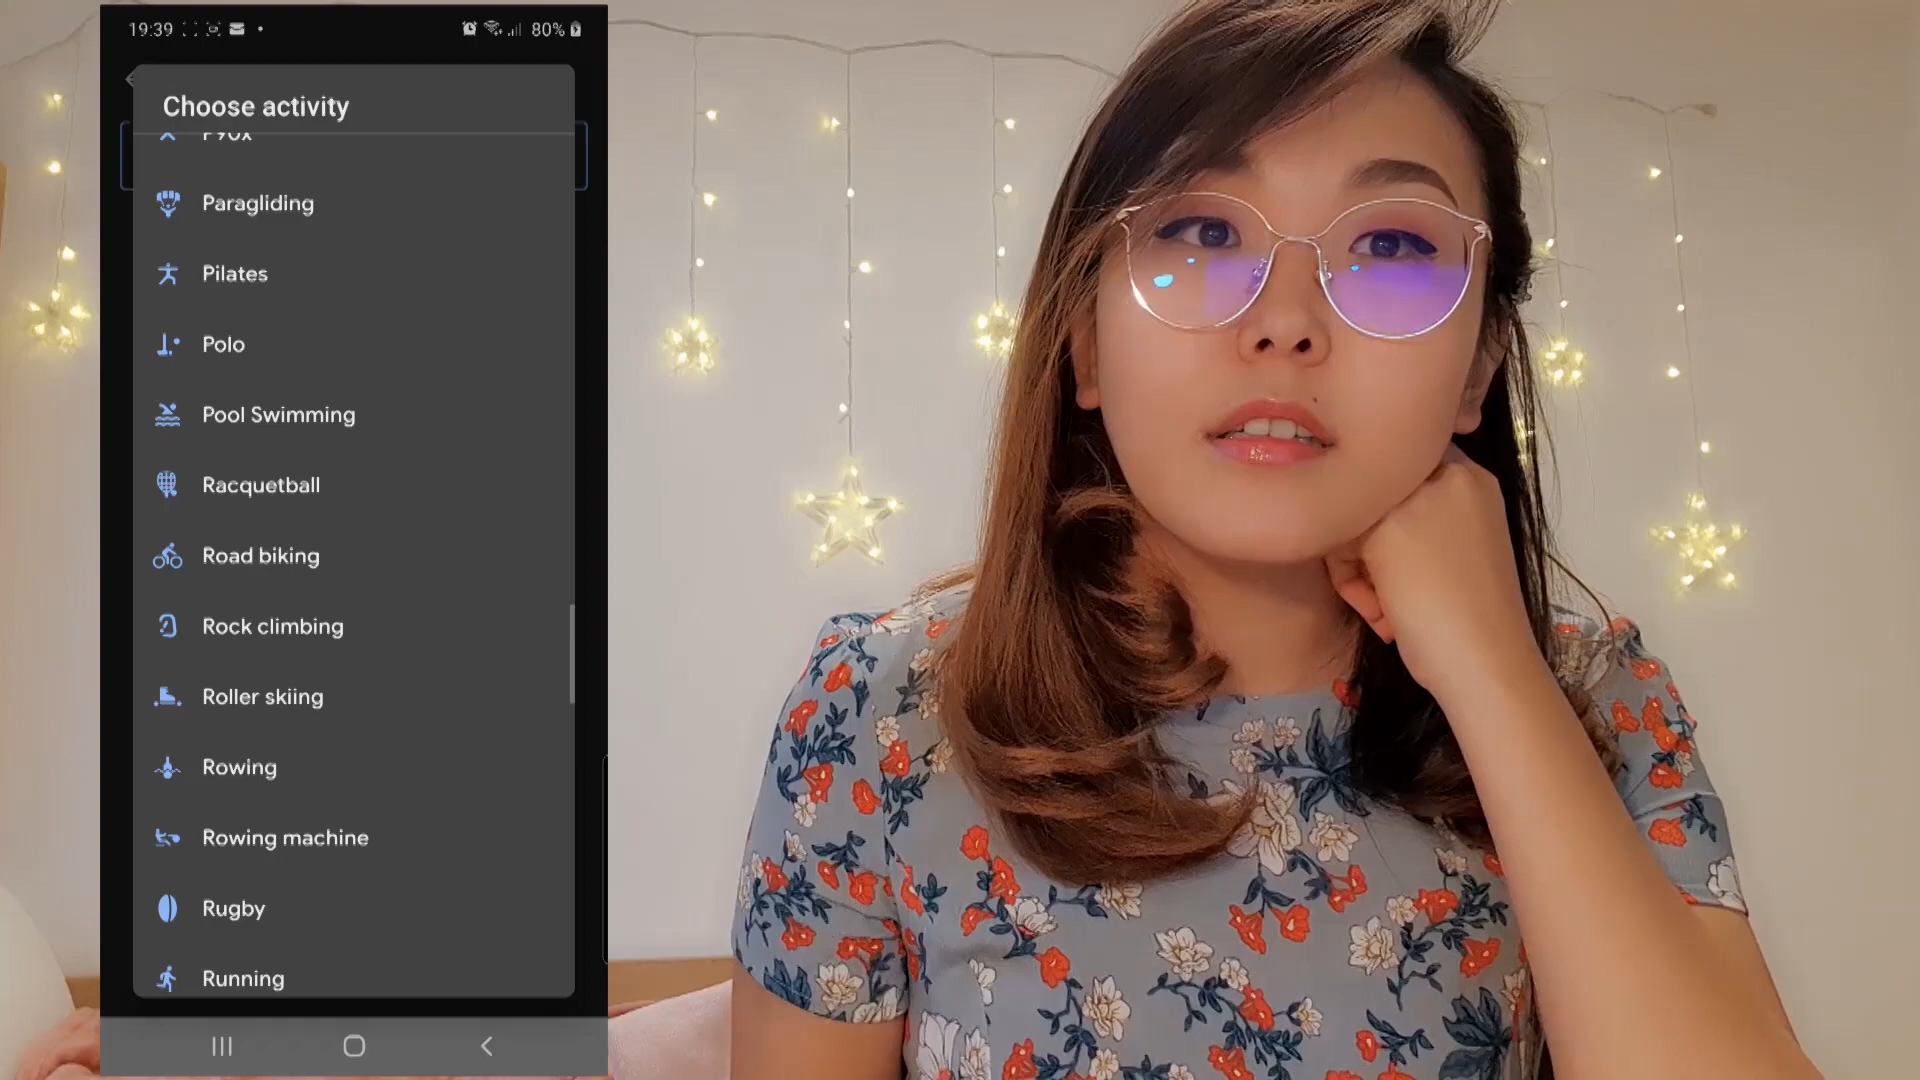 19:39
80%
Choose activity
P90X
Paragliding
Pilates
Polo
Pool Swimming
Racquetball
Road biking
Rock climbing
Roller skiing
Rowing
Rowing machine
Rugby
Running